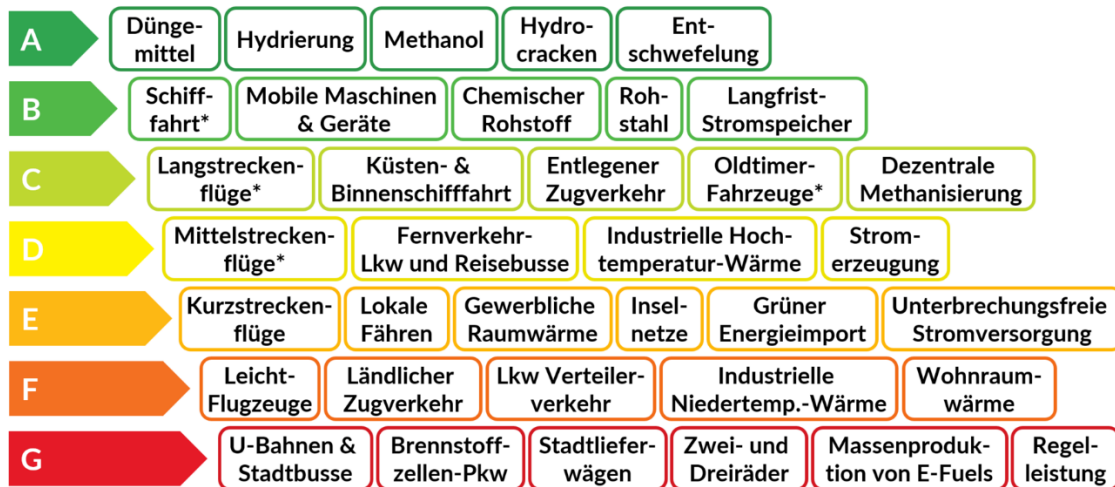 A
Dünge-
mittel
Hydrierung
Methanol
Hydro-
cracken
Ent-
schwefelung
B
Schiff-
fahrt*
Mobile Maschinen
& Geräte
Chemischer
Rohstoff
Roh-
stahl
Langfrist-
Stromspeicher
C
Langstrecken-
flüge*
Küsten- &
Binnenschifffahrt
Entlegener
Zugverkehr
Oldtimer-
Fahrzeuge*
Dezentrale
Methanisierung
D
Mittelstrecken-
flüge*
Fernverkehr-
Lkw und Reisebusse
Industrielle Hoch-
temperatur-Wärme
Strom-
erzeugung
E
Kurzstrecken-
flüge
Lokale
Fähren
Gewerbliche
Raumwärme
Insel-
netze
Grüner
Energieimport
Unterbrechungsfreie
Stromversorgung
F
Leicht-
Flugzeuge
Ländlicher
Zugverkehr
Lkw Verteiler-
verkehr
Industrielle
Niedertemp.-Wärme
Wohnraum-
wärme
G
U-Bahnen &
Stadtbusse
Brennstoff-
zellen-Pkw
Stadtliefer-
wägen
Zwei- und
Dreiräder
Massenproduk-
tion von E-Fuels
Regel-
leistung